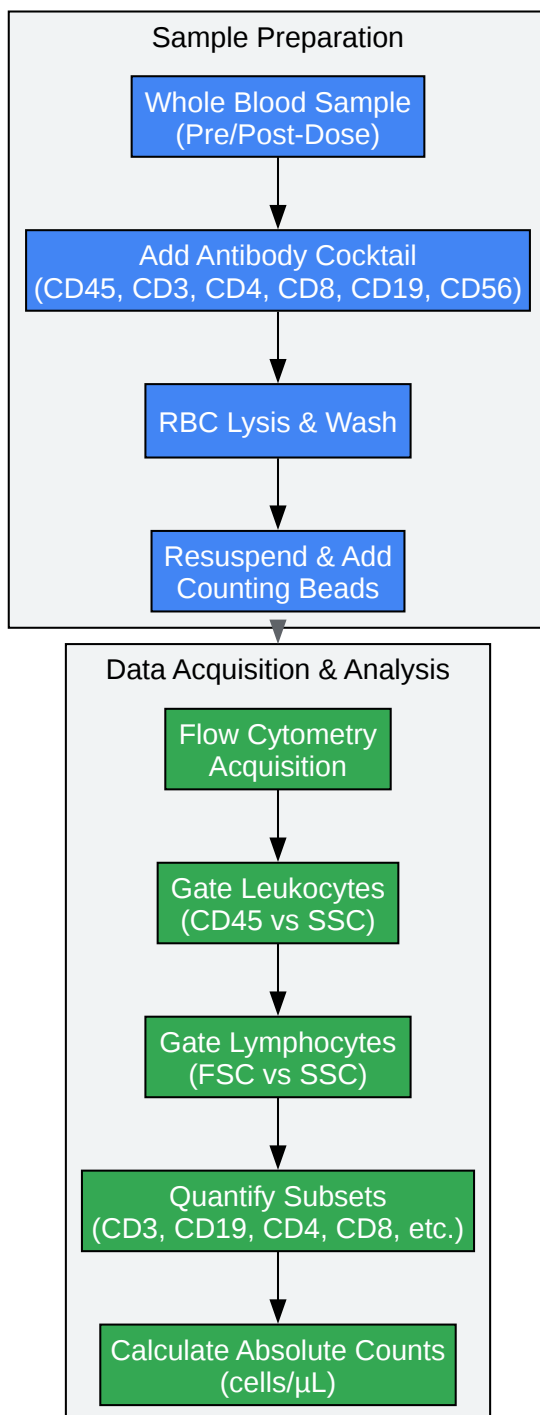 Sample Preparation
Whole Blood Sample
(Pre/Post-Dose)
Add Antibody Cocktail
(CD45, CD3, CD4, CD8, CD19, CD56)
RBC Lysis & Wash
Resuspend & Add
Counting Beads
Data Acquisition & Analysis
Flow Cytometry
Acquisition
Gate Leukocytes
(CD45 vs SSC)
Gate Lymphocytes
(FSC vs SSC)
Quantify Subsets
(CD3, CD19, CD4, CD8, etc.)
Calculate Absolute Counts
(cells/µL)